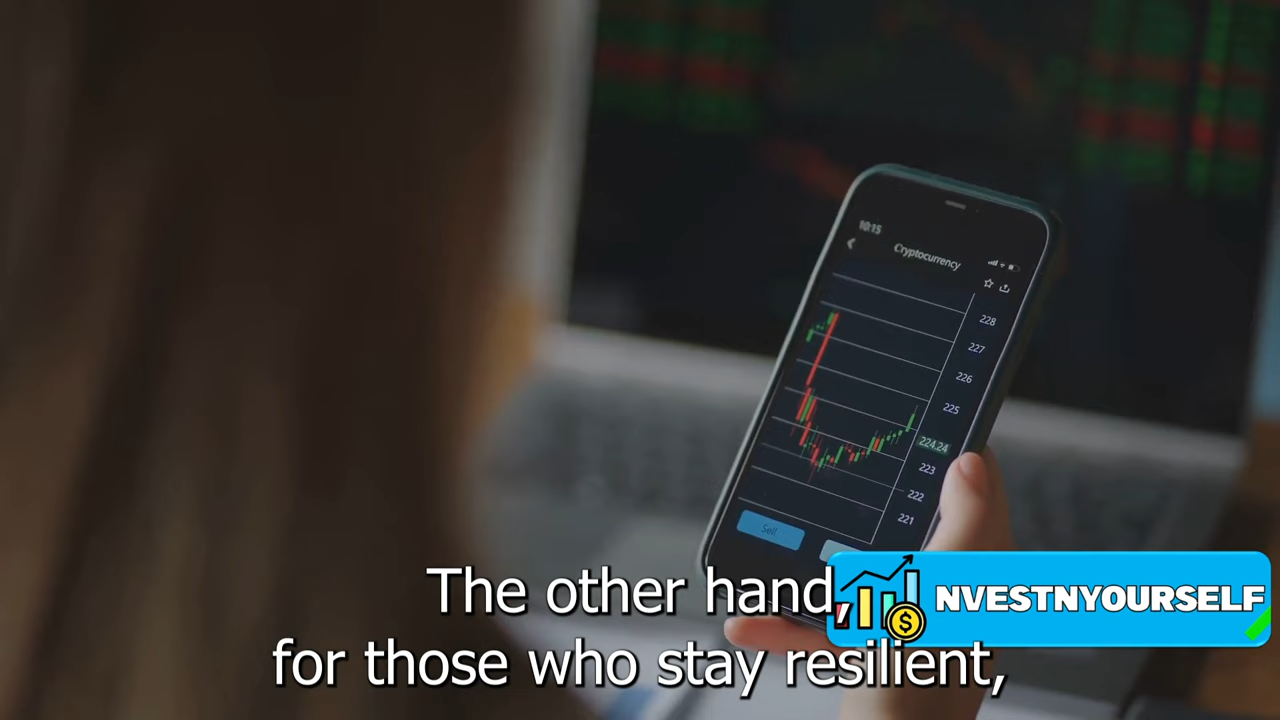 10:15
Cryptocurrency
228
227
226
225
224.24
223
222
221
Sell
The other hand,
for those who stay resilient,
NVESTNYOURSELF
$